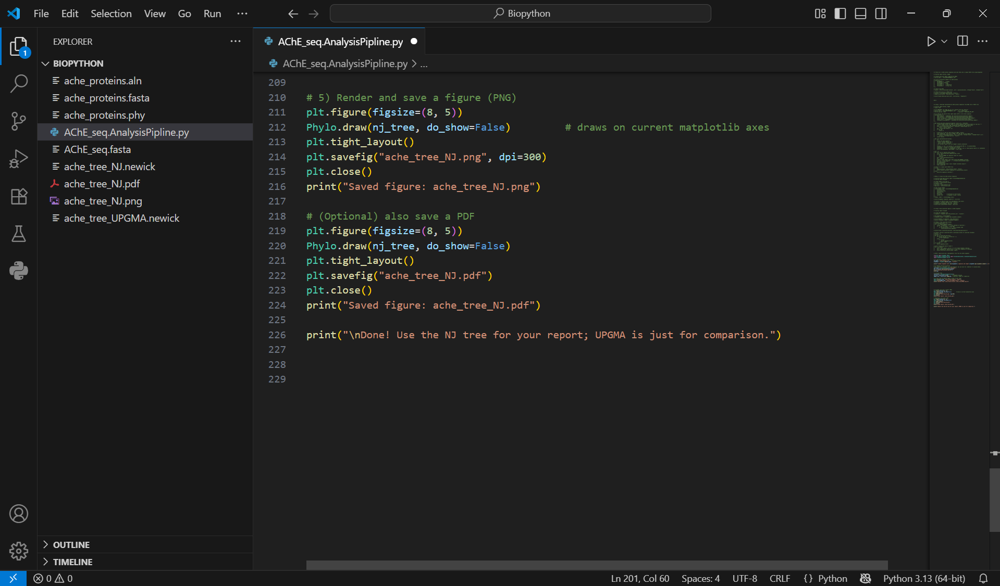 File Edit Selection View Go Run ···
Biopython
EXPLORER ···
1
BIOPYTHON
ache_proteins.aln
ache_proteins.fasta
ache_proteins.phy
AChE_seq.AnalysisPipline.py
AChE_seq.fasta
ache_tree_NJ.newick
ache_tree_NJ.pdf
ache_tree_NJ.png
ache_tree_UPGMA.newick
OUTLINE
TIMELINE
AChE_seq.AnalysisPipline.py
AChE_seq.AnalysisPipline.py > ...
209
210 # 5) Render and save a figure (PNG)
211 plt.figure(figsize=(8, 5))
212 Phylo.draw(nj_tree, do_show=False) # draws on current matplotlib axes
213 plt.tight_layout()
214 plt.savefig("ache_tree_NJ.png", dpi=300)
215 plt.close()
216 print("Saved figure: ache_tree_NJ.png")
217
218 # (Optional) also save a PDF
219 plt.figure(figsize=(8, 5))
220 Phylo.draw(nj_tree, do_show=False)
221 plt.tight_layout()
222 plt.savefig("ache_tree_NJ.pdf")
223 plt.close()
224 print("Saved figure: ache_tree_NJ.pdf")
225
226 print("\nDone! Use the NJ tree for your report; UPGMA is just for comparison.")
227
228
229
0 0
Ln 201, Col 60 Spaces: 4 UTF-8 CRLF {} Python Python 3.13 (64-bit)